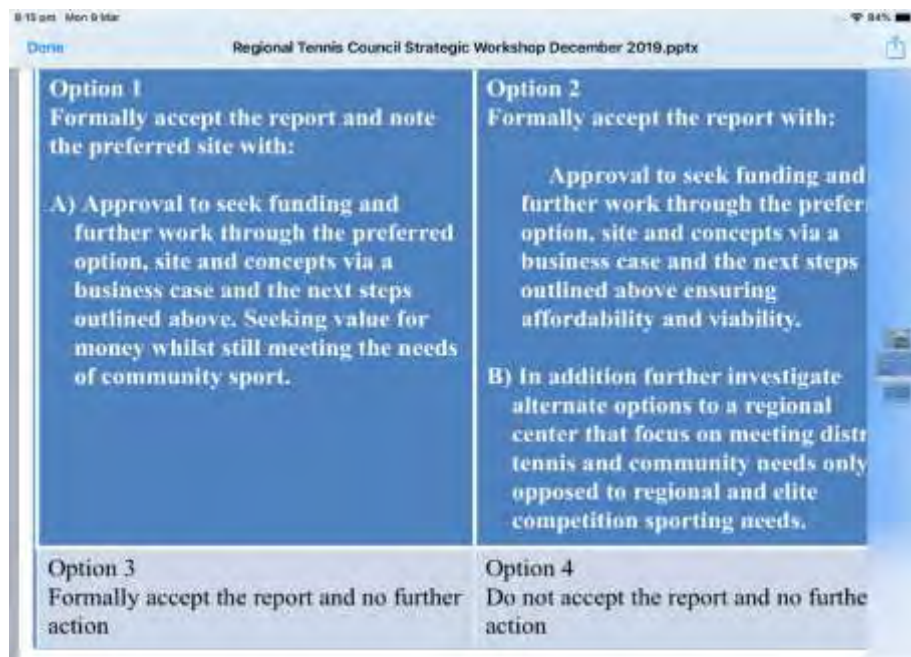 8:15 pm Mon 9 Mar
84%
Done
Regional Tennis Council Strategic Workshop December 2019.pptx
Option 1
Formally accept the report and note
the preferred site with:
A) Approval to seek funding and
further work through the preferred
option, site and concepts via a
business case and the next steps
outlined above. Seeking value for
money whilst still meeting the needs
of community sport.
Option 2
Formally accept the report with:
Approval to seek funding and
further work through the prefer
option, site and concepts via a
business case and the next steps
outlined above ensuring
affordability and viability.
B) In addition further investigate
alternate options to a regional
center that focus on meeting distr
tennis and community needs only
opposed to regional and elite
competition sporting needs.
Option 3
Formally accept the report and no further
action
Option 4
Do not accept the report and no furthe
action